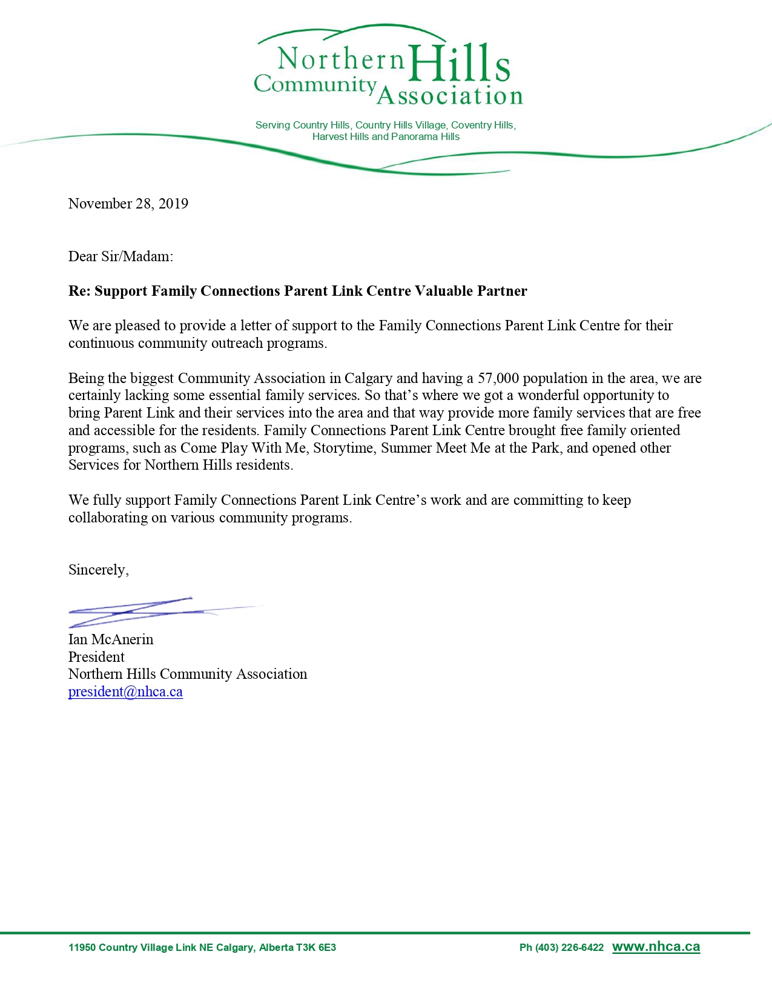 Northern Hills
Community Association
Serving Country Hills, Country Hills Village, Coventry Hills,
Harvest Hills and Panorama Hills
November 28, 2019
Dear Sir/Madam:
Re: Support Family Connections Parent Link Centre Valuable Partner
We are pleased to provide a letter of support to the Family Connections Parent Link Centre for their
continuous community outreach programs.
Being the biggest Community Association in Calgary and having a 57,000 population in the area, we are
certainly lacking some essential family services. So that’s where we got a wonderful opportunity to
bring Parent Link and their services into the area and that way provide more family services that are free
and accessible for the residents. Family Connections Parent Link Centre brought free family oriented
programs, such as Come Play With Me, Storytime, Summer Meet Me at the Park, and opened other
Services for Northern Hills residents.
We fully support Family Connections Parent Link Centre’s work and are committing to keep
collaborating on various community programs.
Sincerely,
Ian McAnerin
President
Northern Hills Community Association
president@nhca.ca
11950 Country Village Link NE Calgary, Alberta T3K 6E3 Ph (403) 226-6422 www.nhca.ca